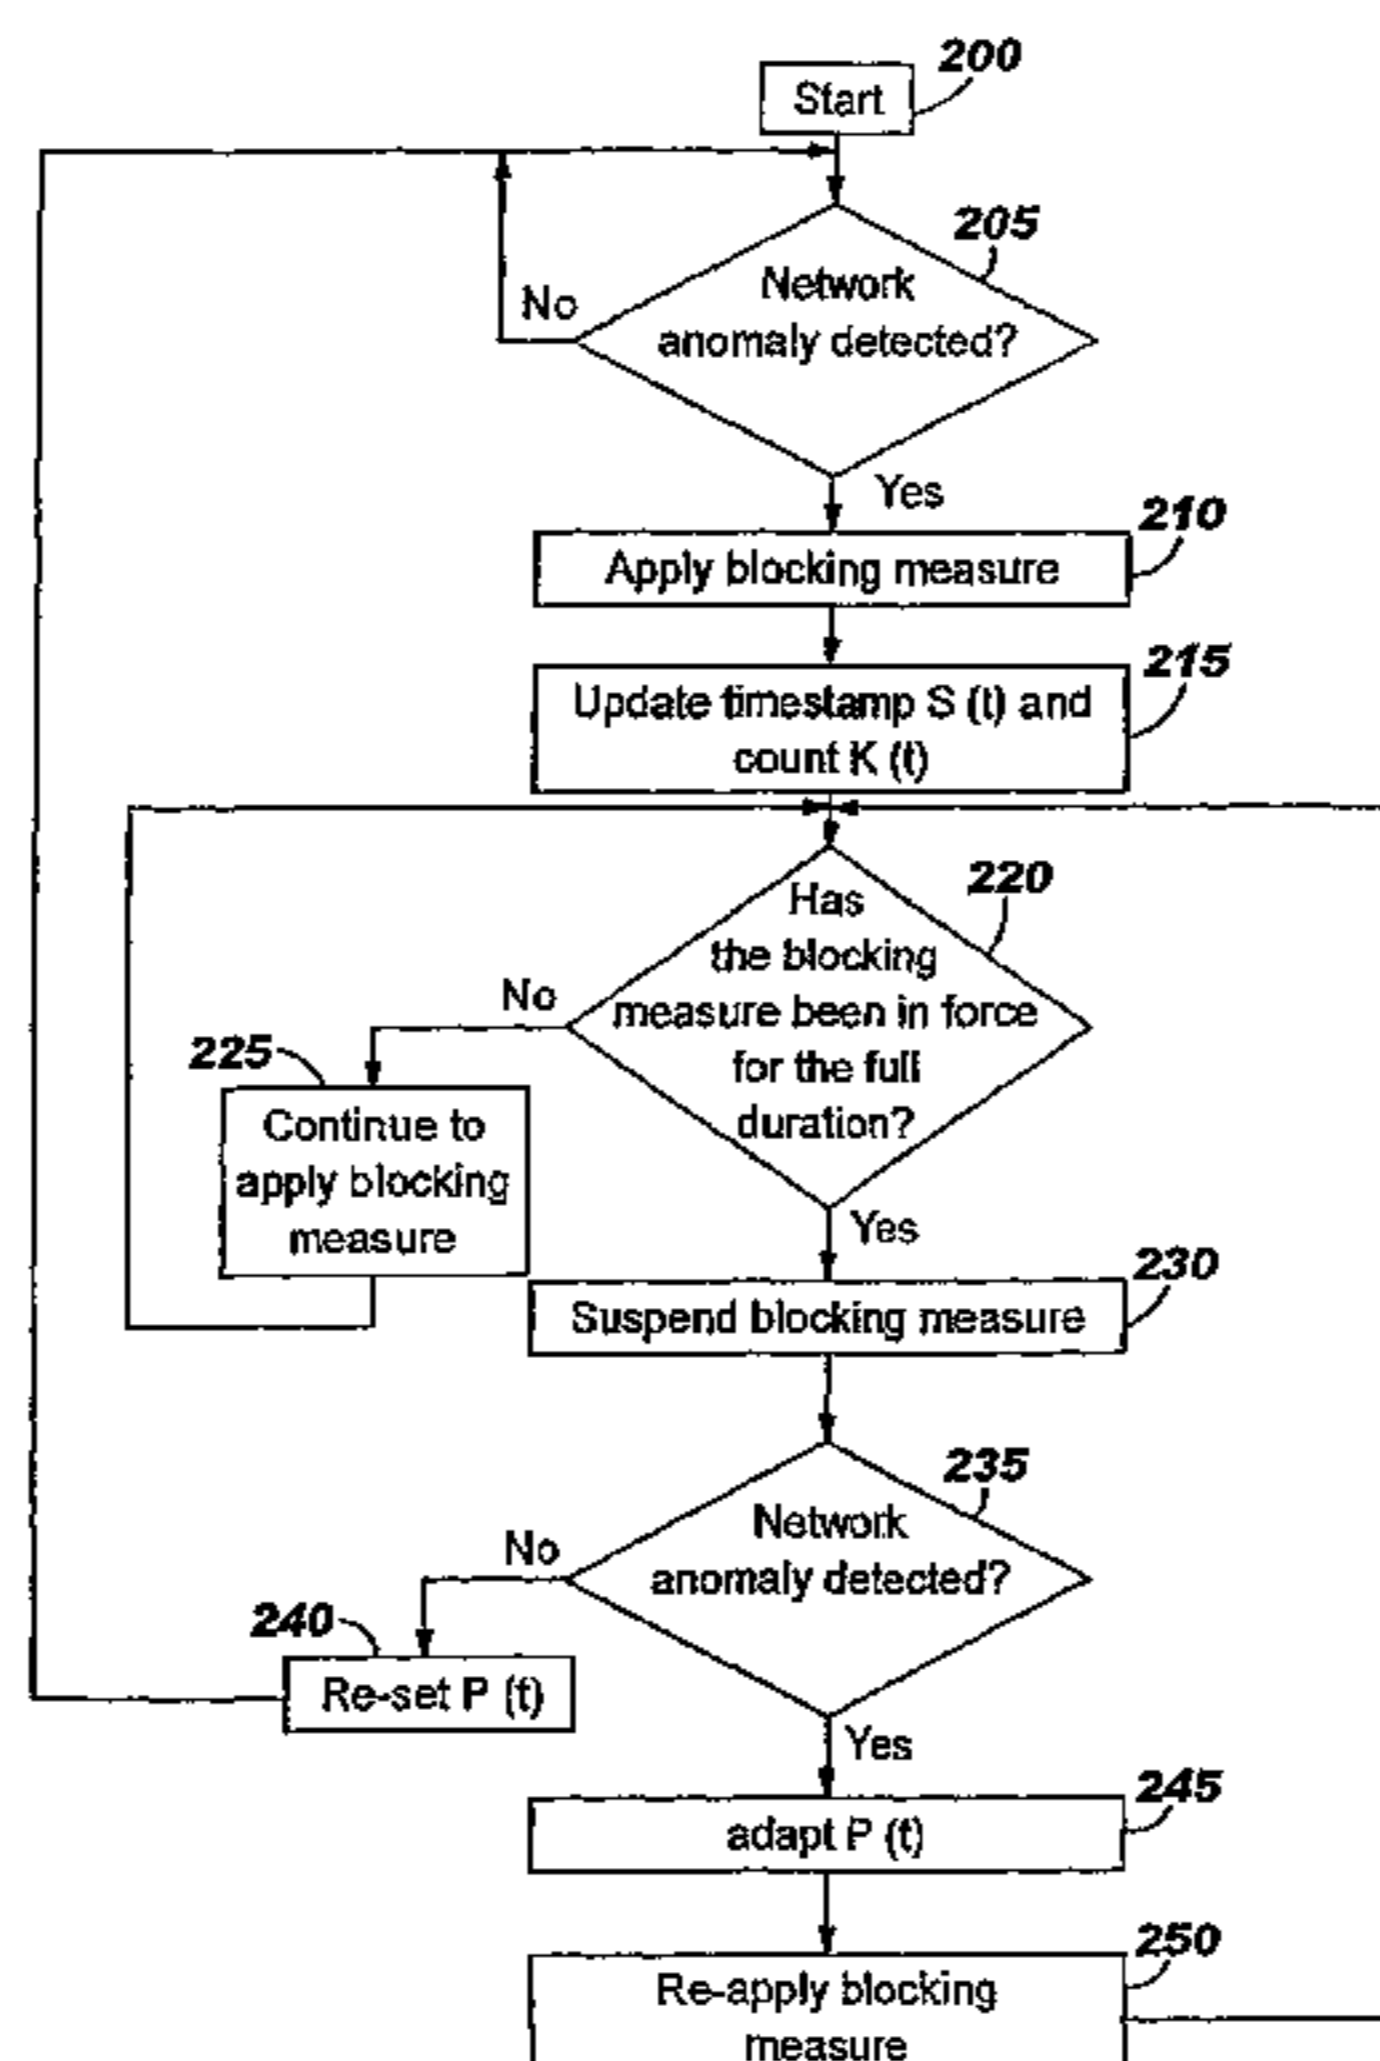 200
Start
205
Network
anomaly detected?
No
Yes
210
Apply blocking measure
215
Update timestamp S (t) and
count K (t)
220
Has
the blocking
measure been in force
for the full
duration?
No
225
Continue to
apply blocking
measure
Yes
230
Suspend blocking measure
235
Network
anomaly detected?
No
240
Re-set P (t)
Yes
245
adapt P (t)
250
Re-apply blocking
measure